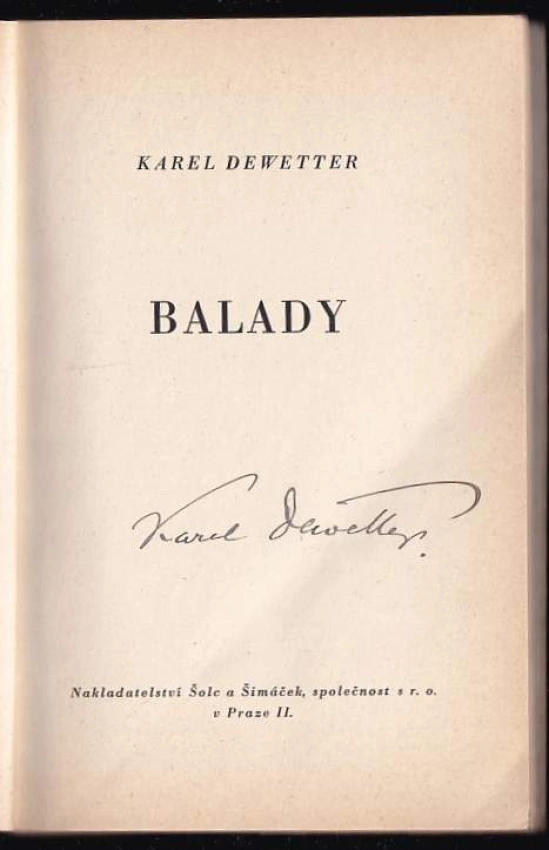 KAREL DEWETTER
BALADY
Karel Dewetter.
Nakladatelství Šolc a Šimáček, společnost s r. o.
v Praze II.